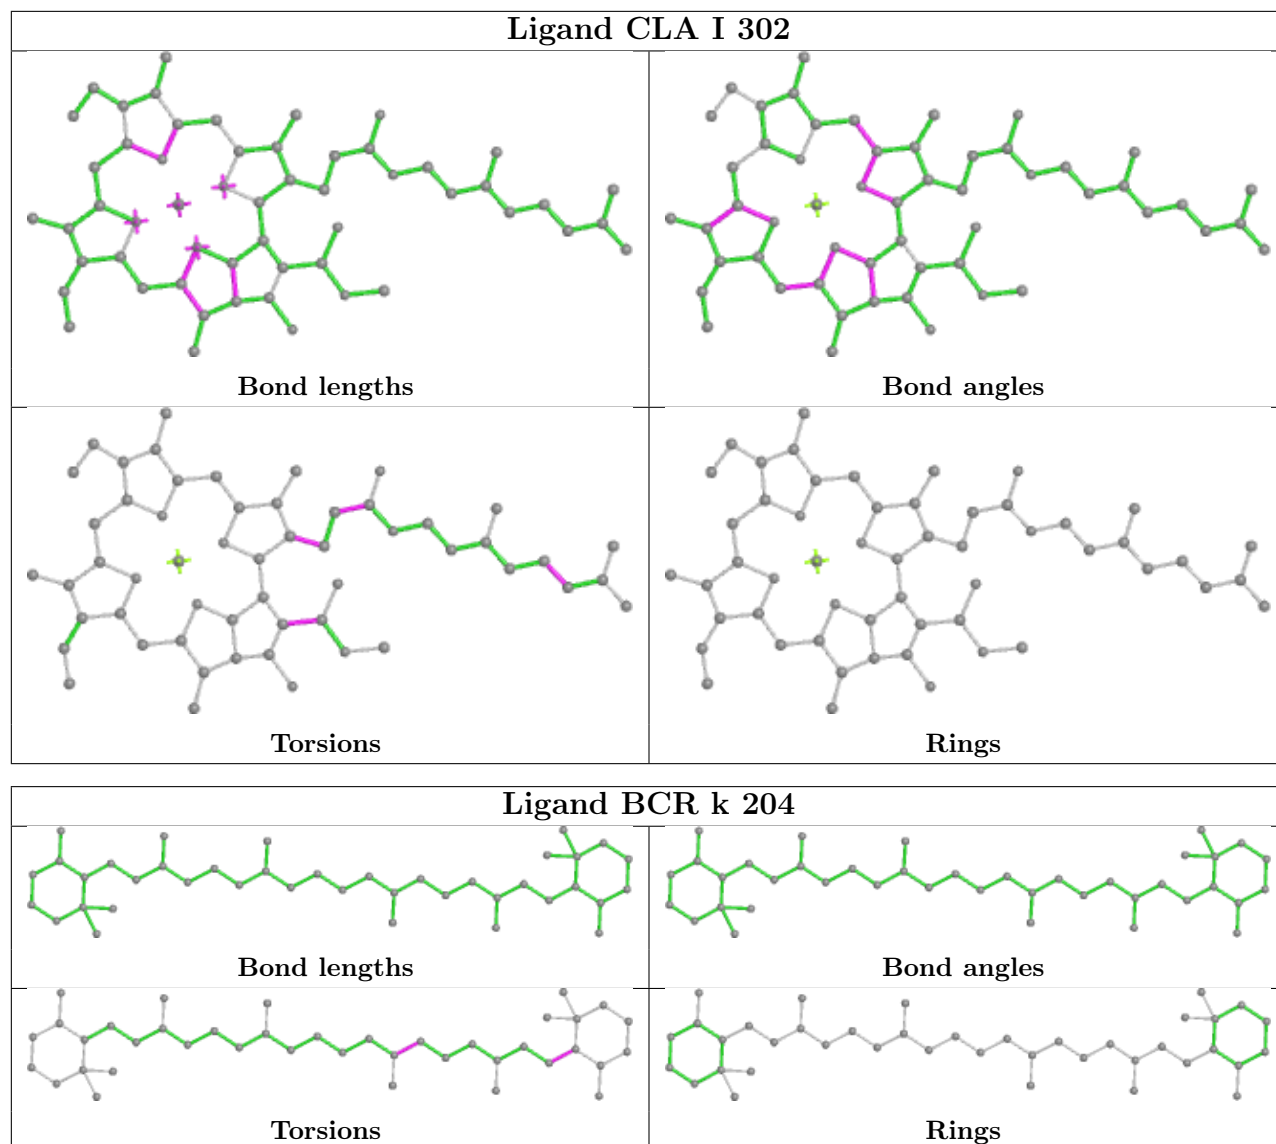 Ligand CLA I 302
Bond lengths
Bond angles
Torsions
Rings
Ligand BCR k 204
Bond lengths
Bond angles
Torsions
Rings